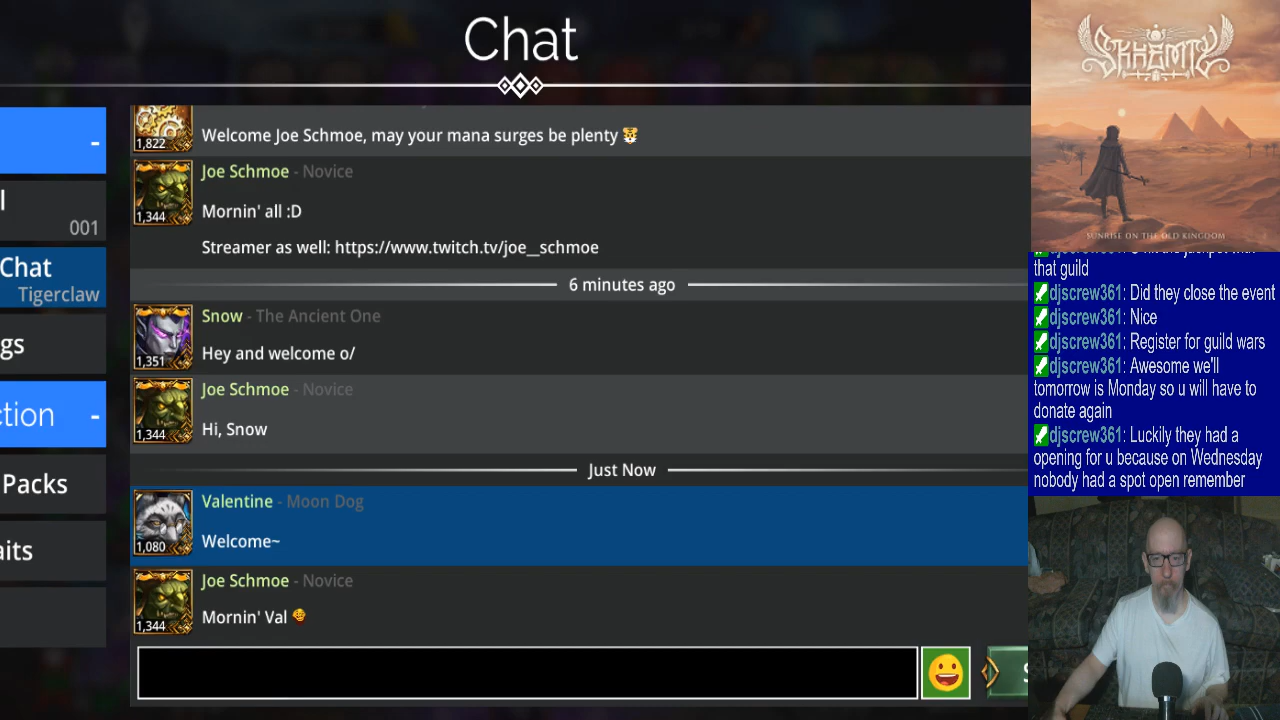 Chat
-
001
Chat
Tigerclaw
gs
ction -
Packs
aits
1,822
Welcome Joe Schmoe, may your mana surges be plenty 🐯
Joe Schmoe - Novice
1,344
Mornin' all :D
Streamer as well: https://www.twitch.tv/joe__schmoe
6 minutes ago
Snow - The Ancient One
1,351
Hey and welcome o/
Joe Schmoe - Novice
1,344
Hi, Snow
Just Now
Valentine - Moon Dog
1,080
Welcome~
Joe Schmoe - Novice
1,344
Mornin' Val
SKHEMTY
SUNRISE ON THE OLD KINGDOM
that guild
djscrew361: Did they close the event
djscrew361: Nice
djscrew361: Register for guild wars
djscrew361: Awesome we'll
tomorrow is Monday so u will have to
donate again
djscrew361: Luckily they had a
opening for u because on Wednesday
nobody had a spot open remember